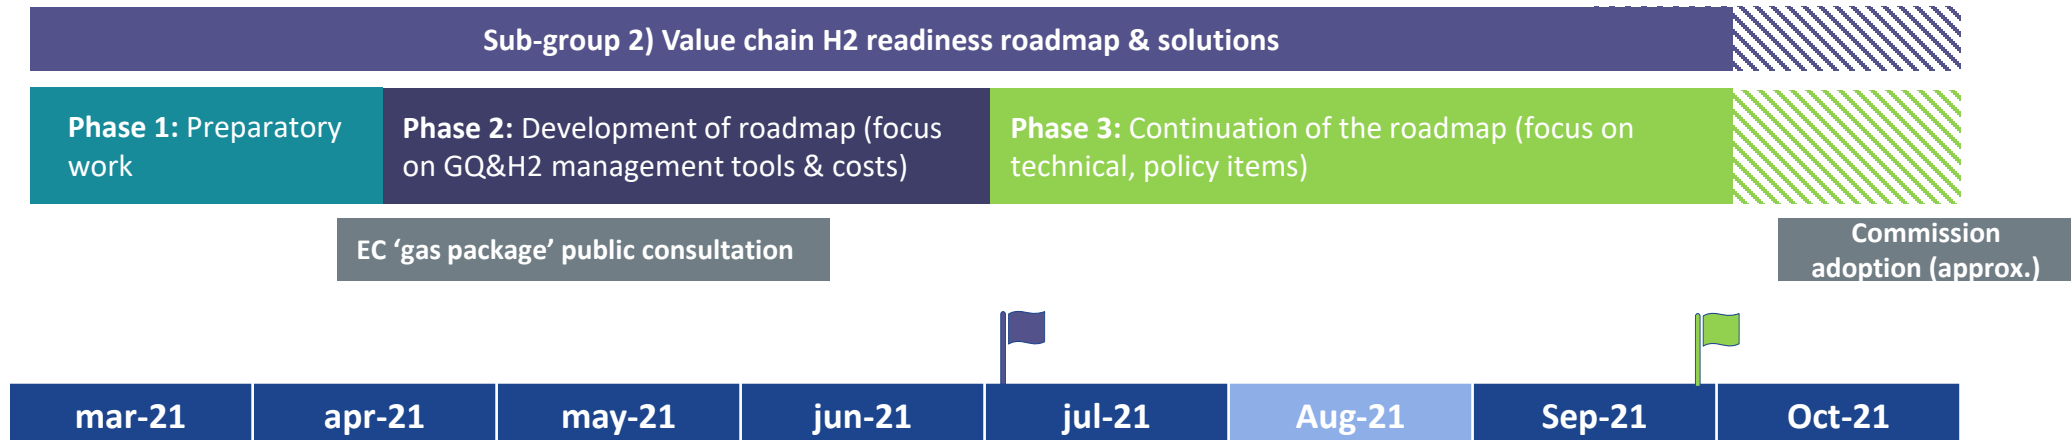 Sub-group 2) Value chain H2 readiness roadmap & solutions
Phase 1: Preparatory
work
Phase 2: Development of roadmap (focus
on GQ&H2 management tools & costs)
Phase 3: Continuation of the roadmap (focus on
technical, policy items)
EC ‘gas package’ public consultation
Commission
adoption (approx.)
mar-21
apr-21
may-21
jun-21
jul-21
Aug-21
Sep-21
Oct-21